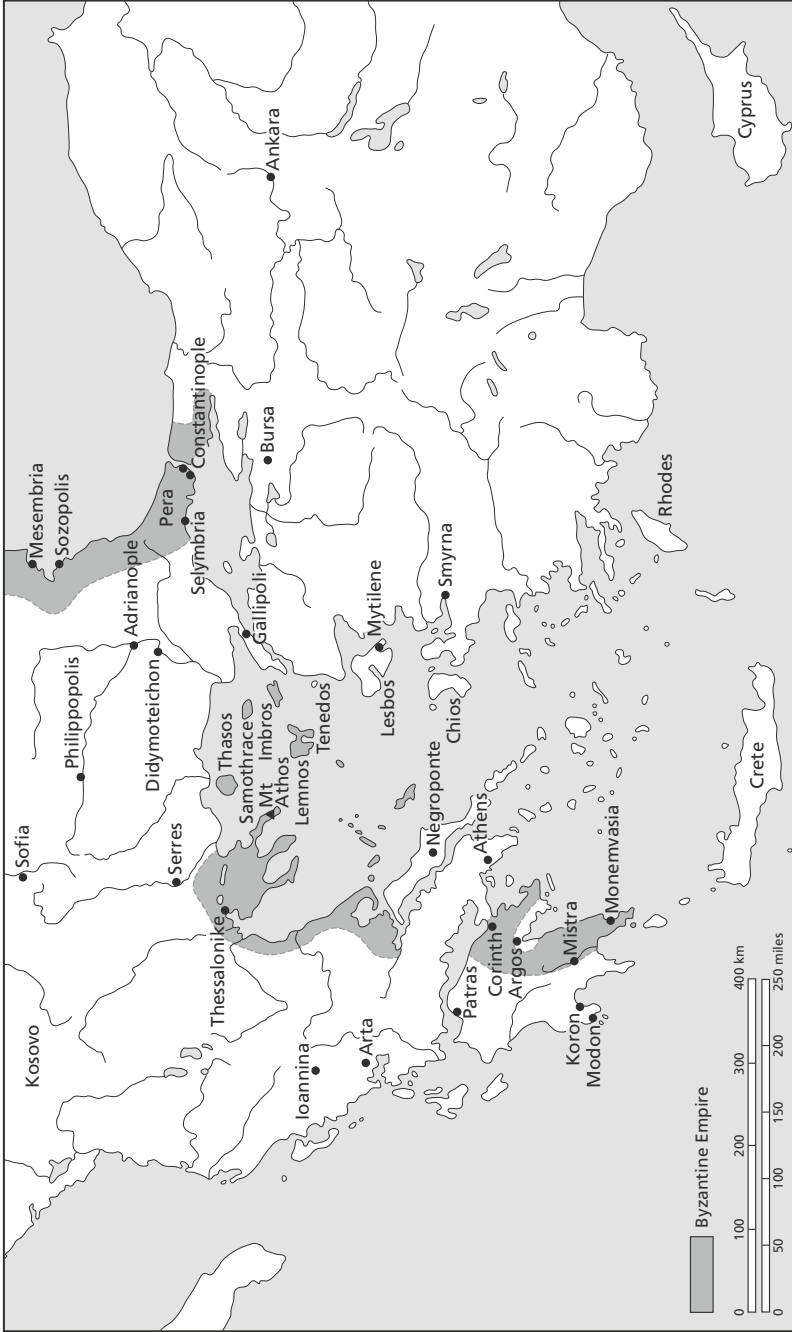 Kosovo
Sofia
Philippopolis
Mesembria
Sozopolis
Adrianople
Didymoteichon
Serres
Pera
Constantinople
Selymbria
Thessalonike
Thasos
Samothrace
Mt
Athos
Imbros
Lemnos
Tenedos
Gallipoli
Bursa
Ankara
Ioannina
Arta
Mytilene
Lesbos
Chios
Smyrna
Negroponte
Athens
Patras
Corinth
Argos
Mistra
Monemvasia
Koron
Modon
Rhodes
Crete
Cyprus
Byzantine Empire
0 100 200 300 400 km
0 50 100 150 200 250 miles